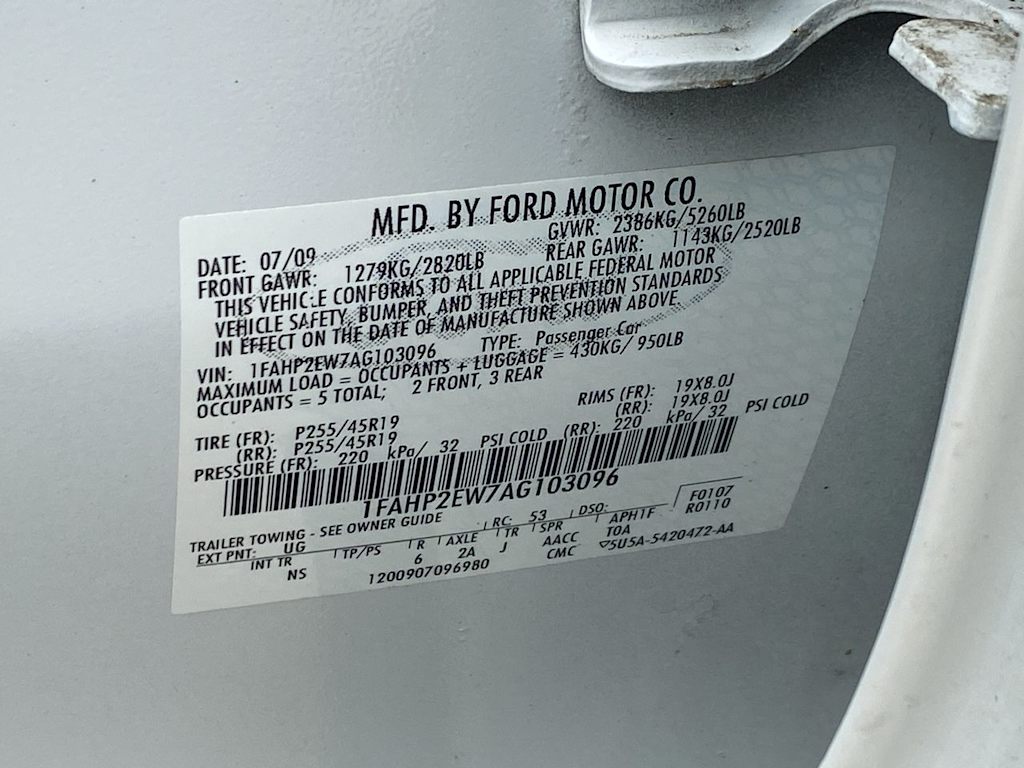 MFD. BY FORD MOTOR CO.
DATE: 07/09 GVWR: 2386KG/5260LB
FRONT GAWR: 1279KG/2820LB REAR GAWR: 1143KG/2520LB
THIS VEHICLE CONFORMS TO ALL APPLICABLE FEDERAL MOTOR
VEHICLE SAFETY, BUMPER, AND THEFT PREVENTION STANDARDS
IN EFFECT ON THE DATE OF MANUFACTURE SHOWN ABOVE.
VIN: 1FAHP2EW7AG103096 TYPE: Passenger Car
MAXIMUM LOAD = OCCUPANTS + LUGGAGE = 430KG/ 950LB
OCCUPANTS = 5 TOTAL; 2 FRONT, 3 REAR
TIRE (FR): P255/45R19 RIMS (FR): 19X8.0J
(RR): P255/45R19 (RR): 19X8.0J
PRESSURE (FR): 220 kPa/ 32 PSI COLD (RR): 220 kPa/ 32 PSI COLD
1FAHP2EW7AG103096
TRAILER TOWING - SEE OWNER GUIDE F0107
EXT PNT: UG RC: 53 DSO: APH1F R0110
INT TR TP/PS R AXLE TR SPR TOA
NS 6 2A J AACC 5U5A-5420472-AA
1200907096980 CMC